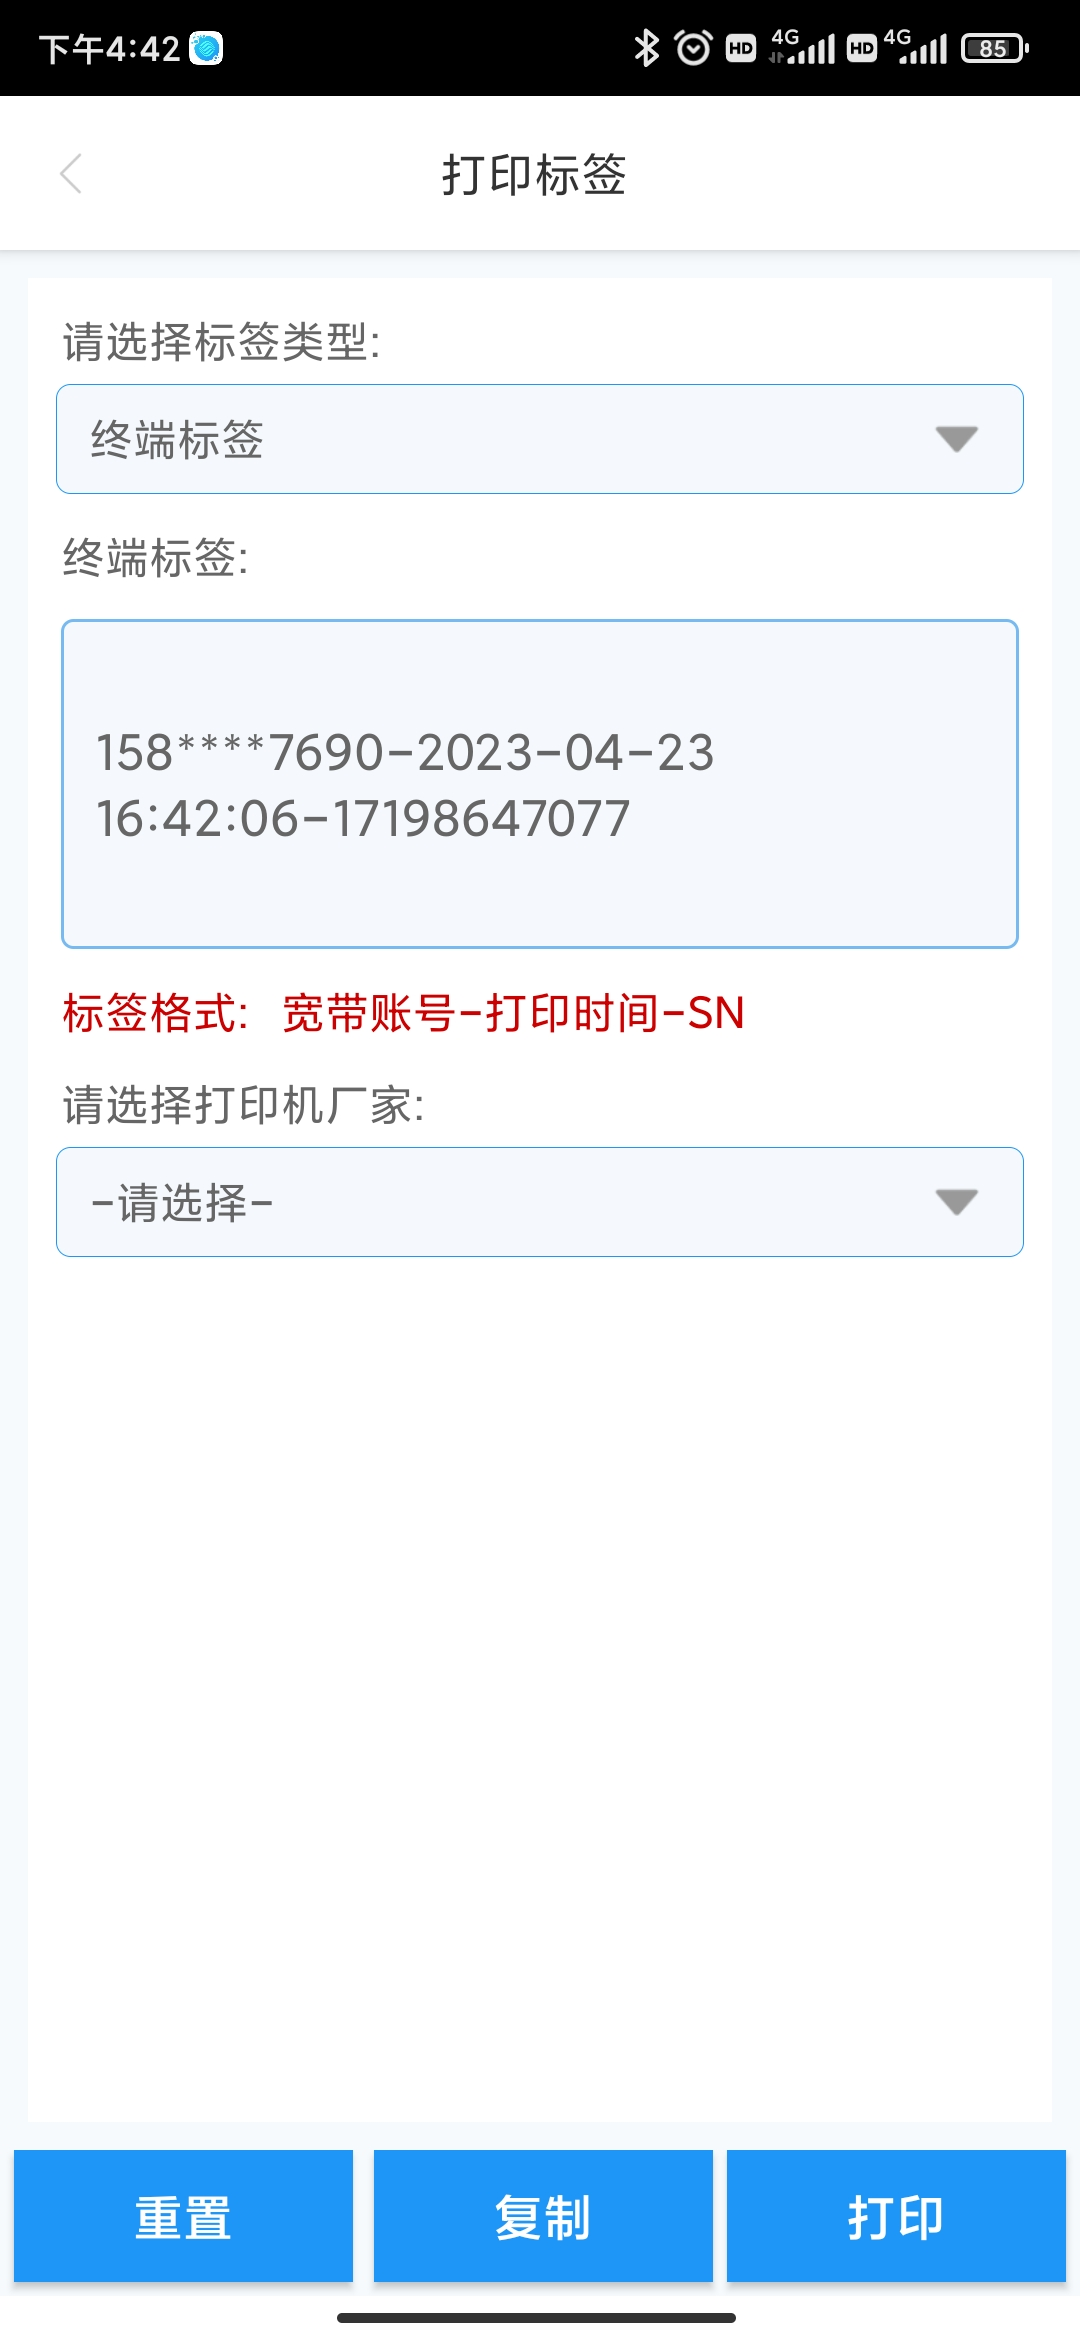 下午4:42
HD 4G HD 4G 85
打印标签
请选择标签类型:
终端标签
终端标签:
158****7690-2023-04-23
16:42:06-17198647077
标签格式: 宽带账号-打印时间-SN
请选择打印机厂家:
-请选择-
重置 复制 打印